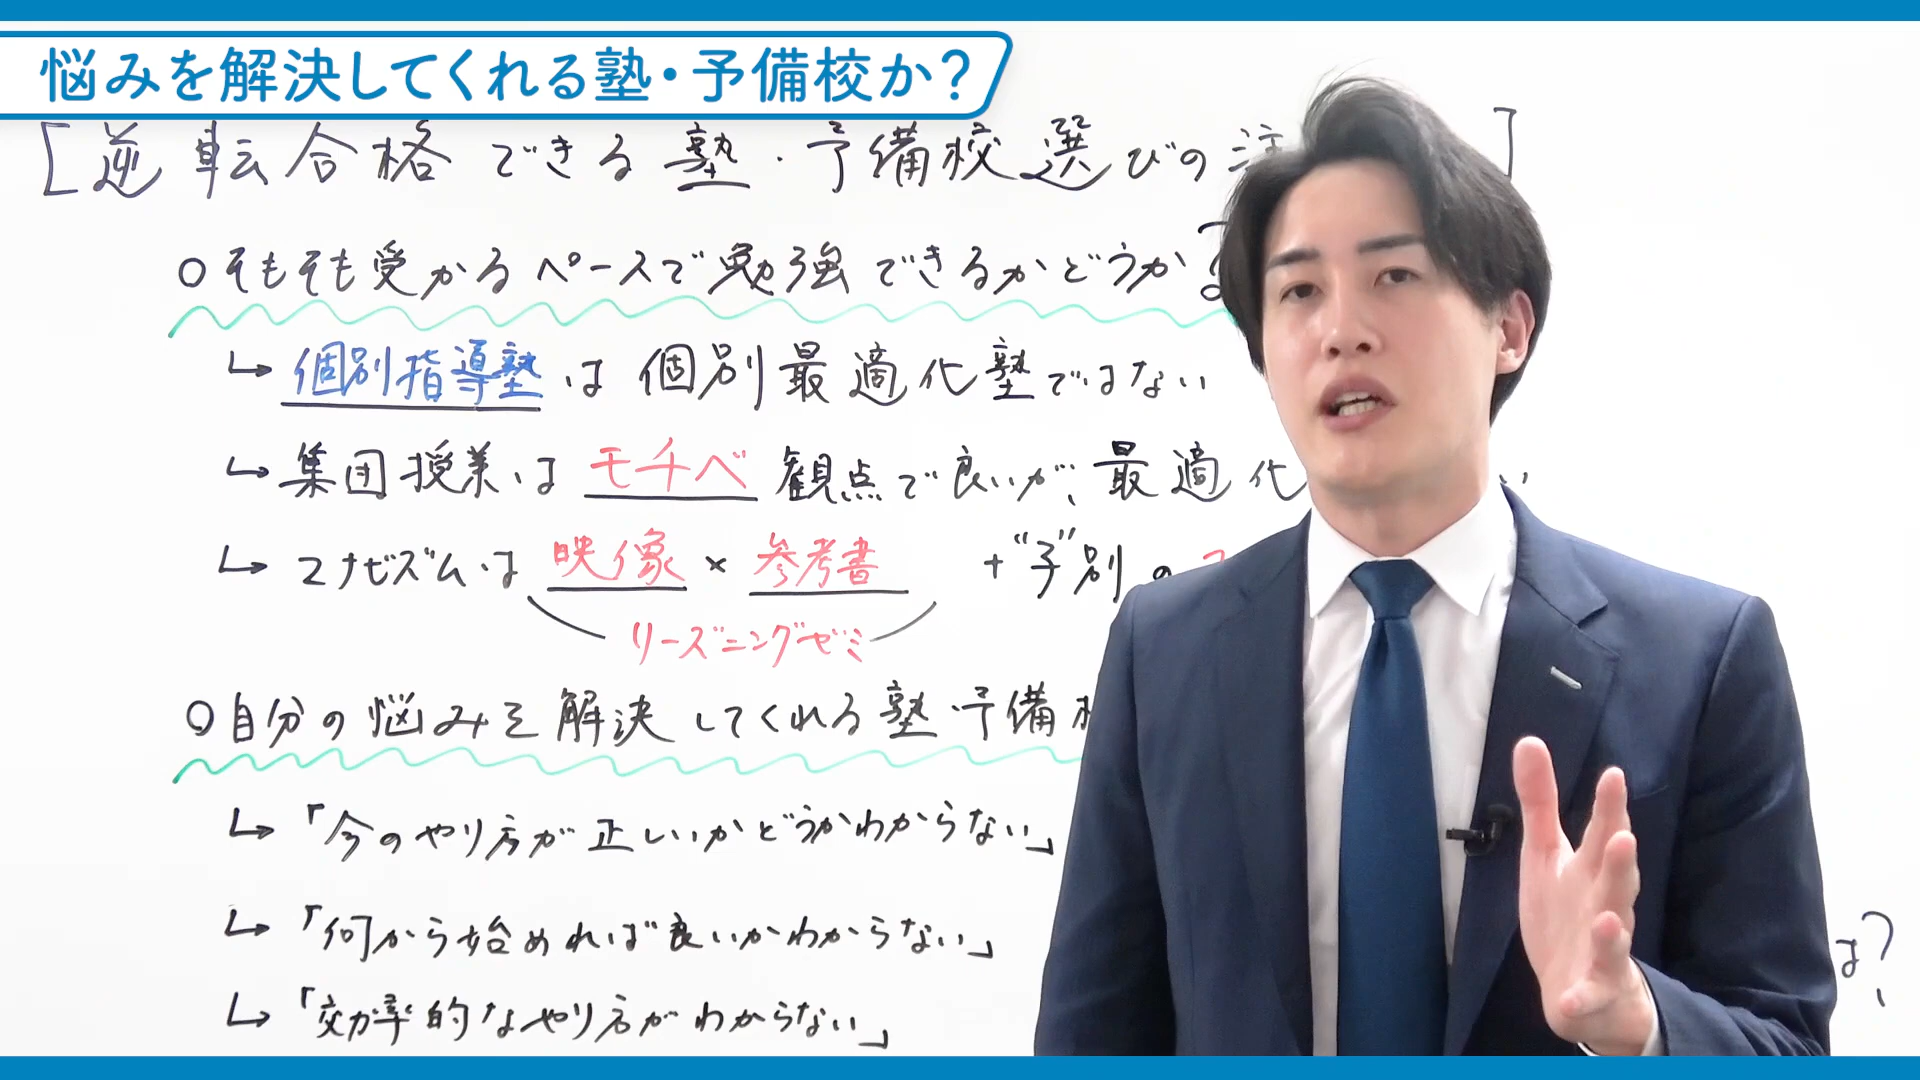 悩みを解決してくれる塾・予備校か?
[逆転合格できる塾・予備校選びの注 ]
○そもそも受かるペースで勉強できるかどうか?
↳ 個別指導塾は個別最適化塾ではない
↳ 集団授業はモチベ観点で良いが、最適化 い
↳ マナビズムは映像×参考書 +"子"別の
リーズニングゼミ
○自分の悩みを解決してくれる塾・予備
↳「今のやり方が正しいかどうかわからない」
↳「何から始めれば良いかわからない」
は?
↳「効率的なやり方がわからない」